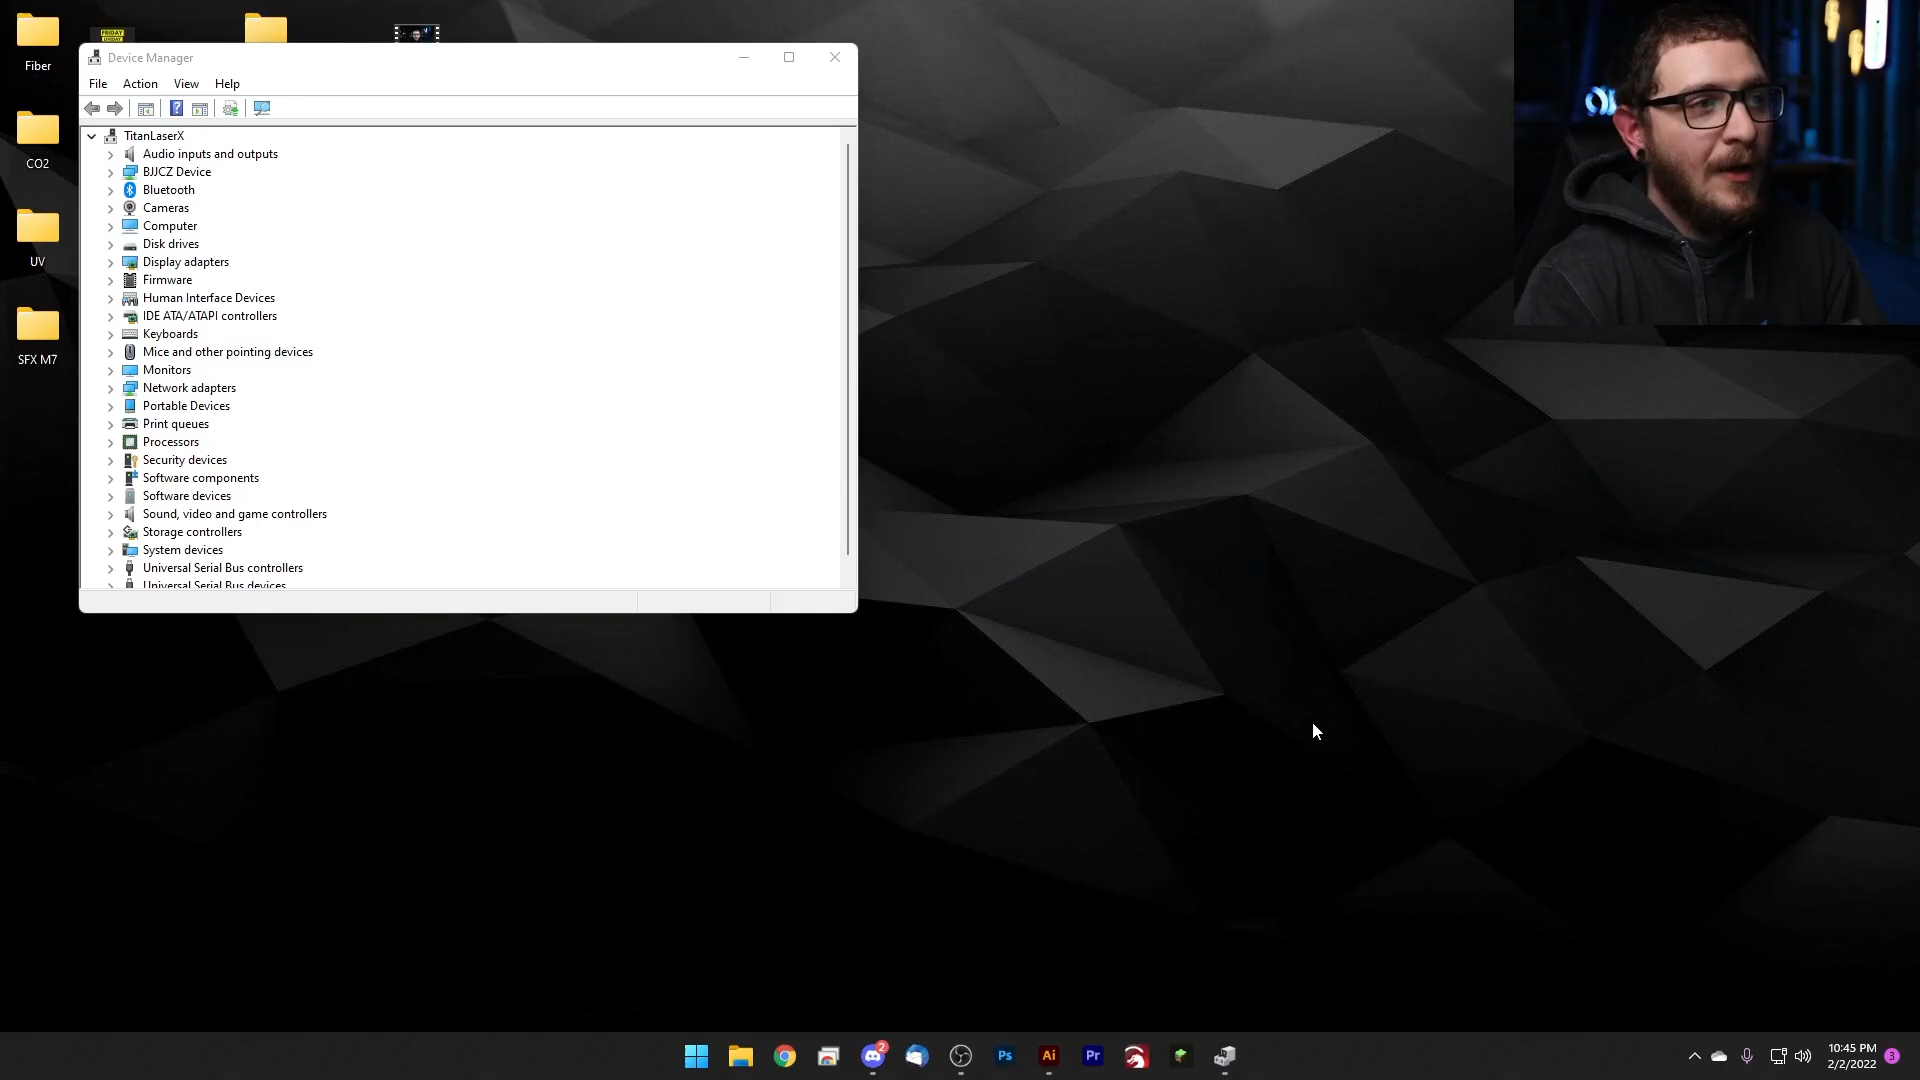 Fiber
CO2
UV
SFX M7
FRIDAY
Device Manager
File Action View Help
TitanLaserX
Audio inputs and outputs
BJJCZ Device
Bluetooth
Cameras
Computer
Disk drives
Display adapters
Firmware
Human Interface Devices
IDE ATA/ATAPI controllers
Keyboards
Mice and other pointing devices
Monitors
Network adapters
Portable Devices
Print queues
Processors
Security devices
Software components
Software devices
Sound, video and game controllers
Storage controllers
System devices
Universal Serial Bus controllers
Universal Serial Bus devices
2
Ps
Ai
Pr
10:45 PM
2/2/2022
3